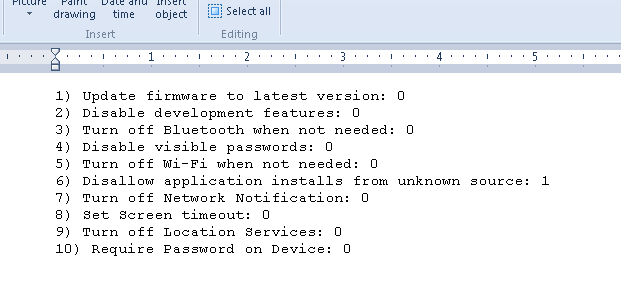 Picture Paint Date and Insert
drawing time object
Select all
Insert Editing
1 2 3 4 5
1) Update firmware to latest version: 0
2) Disable development features: 0
3) Turn off Bluetooth when not needed: 0
4) Disable visible passwords: 0
5) Turn off Wi-Fi when not needed: 0
6) Disallow application installs from unknown source: 1
7) Turn off Network Notification: 0
8) Set Screen timeout: 0
9) Turn off Location Services: 0
10) Require Password on Device: 0